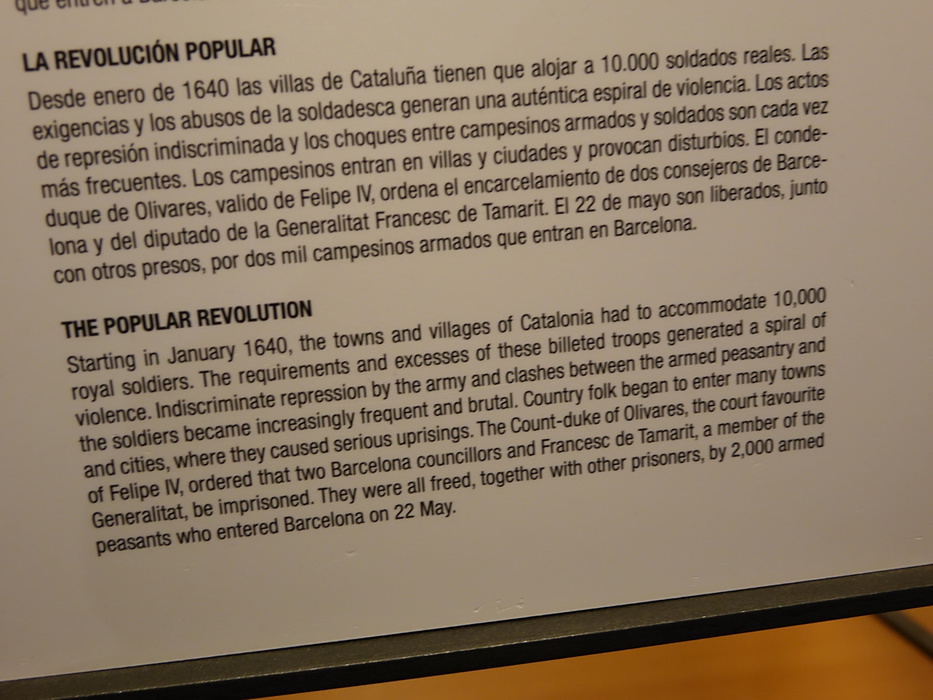 que entren a
LA REVOLUCIÓN POPULAR
Desde enero de 1640 las villas de Cataluña tienen que alojar a 10.000 soldados reales. Las
exigencias y los abusos de la soldadesca generan una auténtica espiral de violencia. Los actos
de represión indiscriminada y los choques entre campesinos armados y soldados son cada vez
más frecuentes. Los campesinos entran en villas y ciudades y provocan disturbios. El conde-
duque de Olivares, valido de Felipe IV, ordena el encarcelamiento de dos consejeros de Barce-
lona y del diputado de la Generalitat Francesc de Tamarit. El 22 de mayo son liberados, junto
con otros presos, por dos mil campesinos armados que entran en Barcelona.
THE POPULAR REVOLUTION
Starting in January 1640, the towns and villages of Catalonia had to accommodate 10,000
royal soldiers. The requirements and excesses of these billeted troops generated a spiral of
violence. Indiscriminate repression by the army and clashes between the armed peasantry and
the soldiers became increasingly frequent and brutal. Country folk began to enter many towns
and cities, where they caused serious uprisings. The Count-duke of Olivares, the court favourite
of Felipe IV, ordered that two Barcelona councillors and Francesc de Tamarit, a member of the
Generalitat, be imprisoned. They were all freed, together with other prisoners, by 2,000 armed
peasants who entered Barcelona on 22 May.